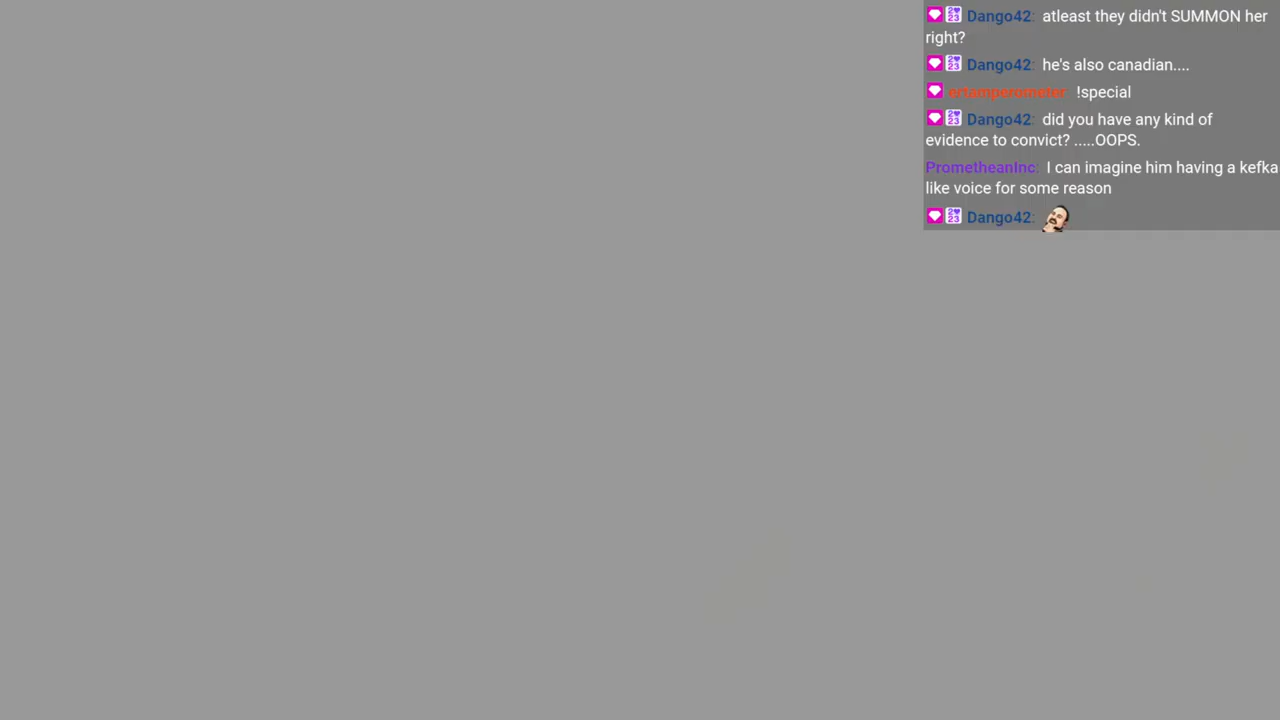 Dango42: atleast they didn't SUMMON her
right?
Dango42: he's also canadian....
ertamperometer !special
Dango42: did you have any kind of
evidence to convict? .....OOPS.
PrometheanInc: I can imagine him having a kefka
like voice for some reason
Dango42: